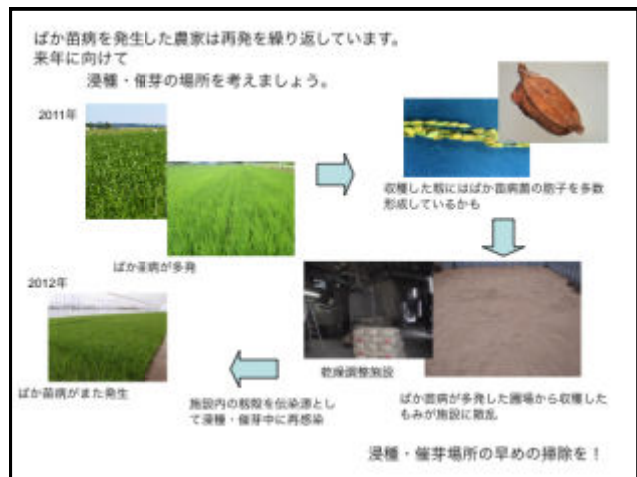 ばか苗病を発生した農家は再発を繰り返しています。
来年に向けて
浸種・催芽の場所を考えましょう。
2011年
ばか苗病が多発
収穫した籾にはばか苗病菌の胞子を多数
形成しているかも
乾燥調整施設
ばか苗病が多発した圃場から収穫した
もみが施設に散乱
施設内の籾殻を伝染源とし
て浸種・催芽中に再感染
2012年
ばか苗病がまた発生
浸種・催芽場所の早めの掃除を！